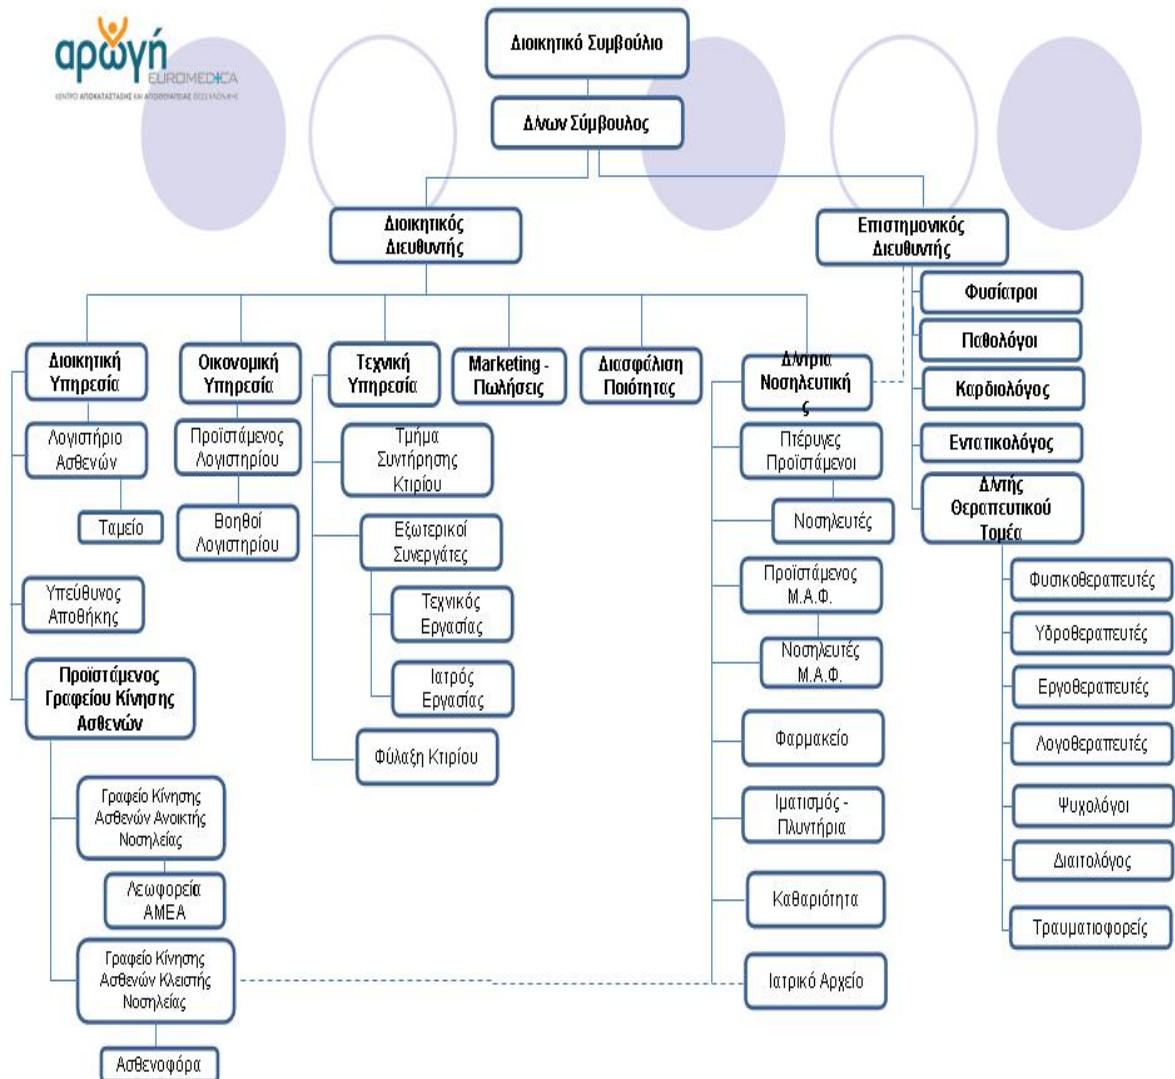 αρωγή
EUROMEDICA
ΚΕΝΤΡΟ ΑΠΟΚΑΤΑΣΤΑΣΗΣ ΚΑΙ ΑΠΟΘΕΡΑΠΕΙΑΣ ΘΕΣΣΑΛΟΝΙΚΗΣ
Διοικητικό Συμβούλιο
Δ/νων Σύμβουλος
Διοικητικός
Διευθυντής
Επιστημονικός
Διευθυντής
Διοικητική
Υπηρεσία
Λογιστήριο
Ασθενών
Ταμείο
Υπεύθυνος
Αποθήκης
Προϊστάμενος
Γραφείου Κίνησης
Ασθενών
Γραφείο Κίνησης
Ασθενών Ανοικτής
Νοσηλείας
Λεωφορεία
ΑΜΕΑ
Γραφείο Κίνησης
Ασθενών Κλειστής
Νοσηλείας
Ασθενοφόρα
Οικονομική
Υπηρεσία
Προϊστάμενος
Λογιστηρίου
Βοηθοί
Λογιστηρίου
Τεχνική
Υπηρεσία
Τμήμα
Συντήρησης
Κτιρίου
Εξωτερικοί
Συνεργάτες
Τεχνικός
Εργασίας
Ιατρός
Εργασίας
Φύλαξη Κτιρίου
Marketing -
Πωλήσεις
Διασφάλιση
Ποιότητας
Δ/ντρια
Νοσηλευτική
ς
Πτέρυγες
Προϊστάμενοι
Νοσηλευτές
Προϊστάμενος
Μ.Α.Φ.
Νοσηλευτές
Μ.Α.Φ.
Φαρμακείο
Ιματισμός -
Πλυντήρια
Καθαριότητα
Ιατρικό Αρχείο
Φυσίατροι
Παθολόγοι
Καρδιολόγος
Εντατικολόγος
Δ/ντής
Θεραπευτικού
Τομέα
Φυσικοθεραπευτές
Υδροθεραπευτές
Εργοθεραπευτές
Λογοθεραπευτές
Ψυχολόγοι
Διαιτολόγος
Τραυματιοφορείς